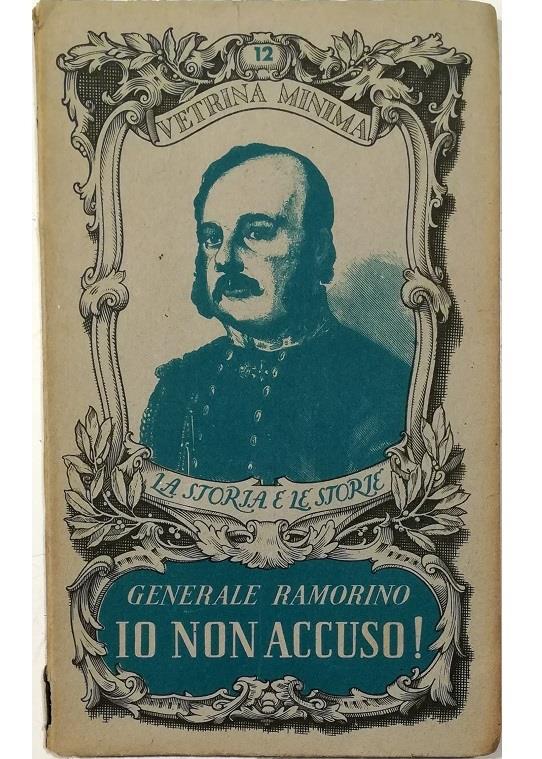 12
VETRINA MINIMA
LA STORIA E LE STORIE
GENERALE RAMORINO
IO NON ACCUSO!